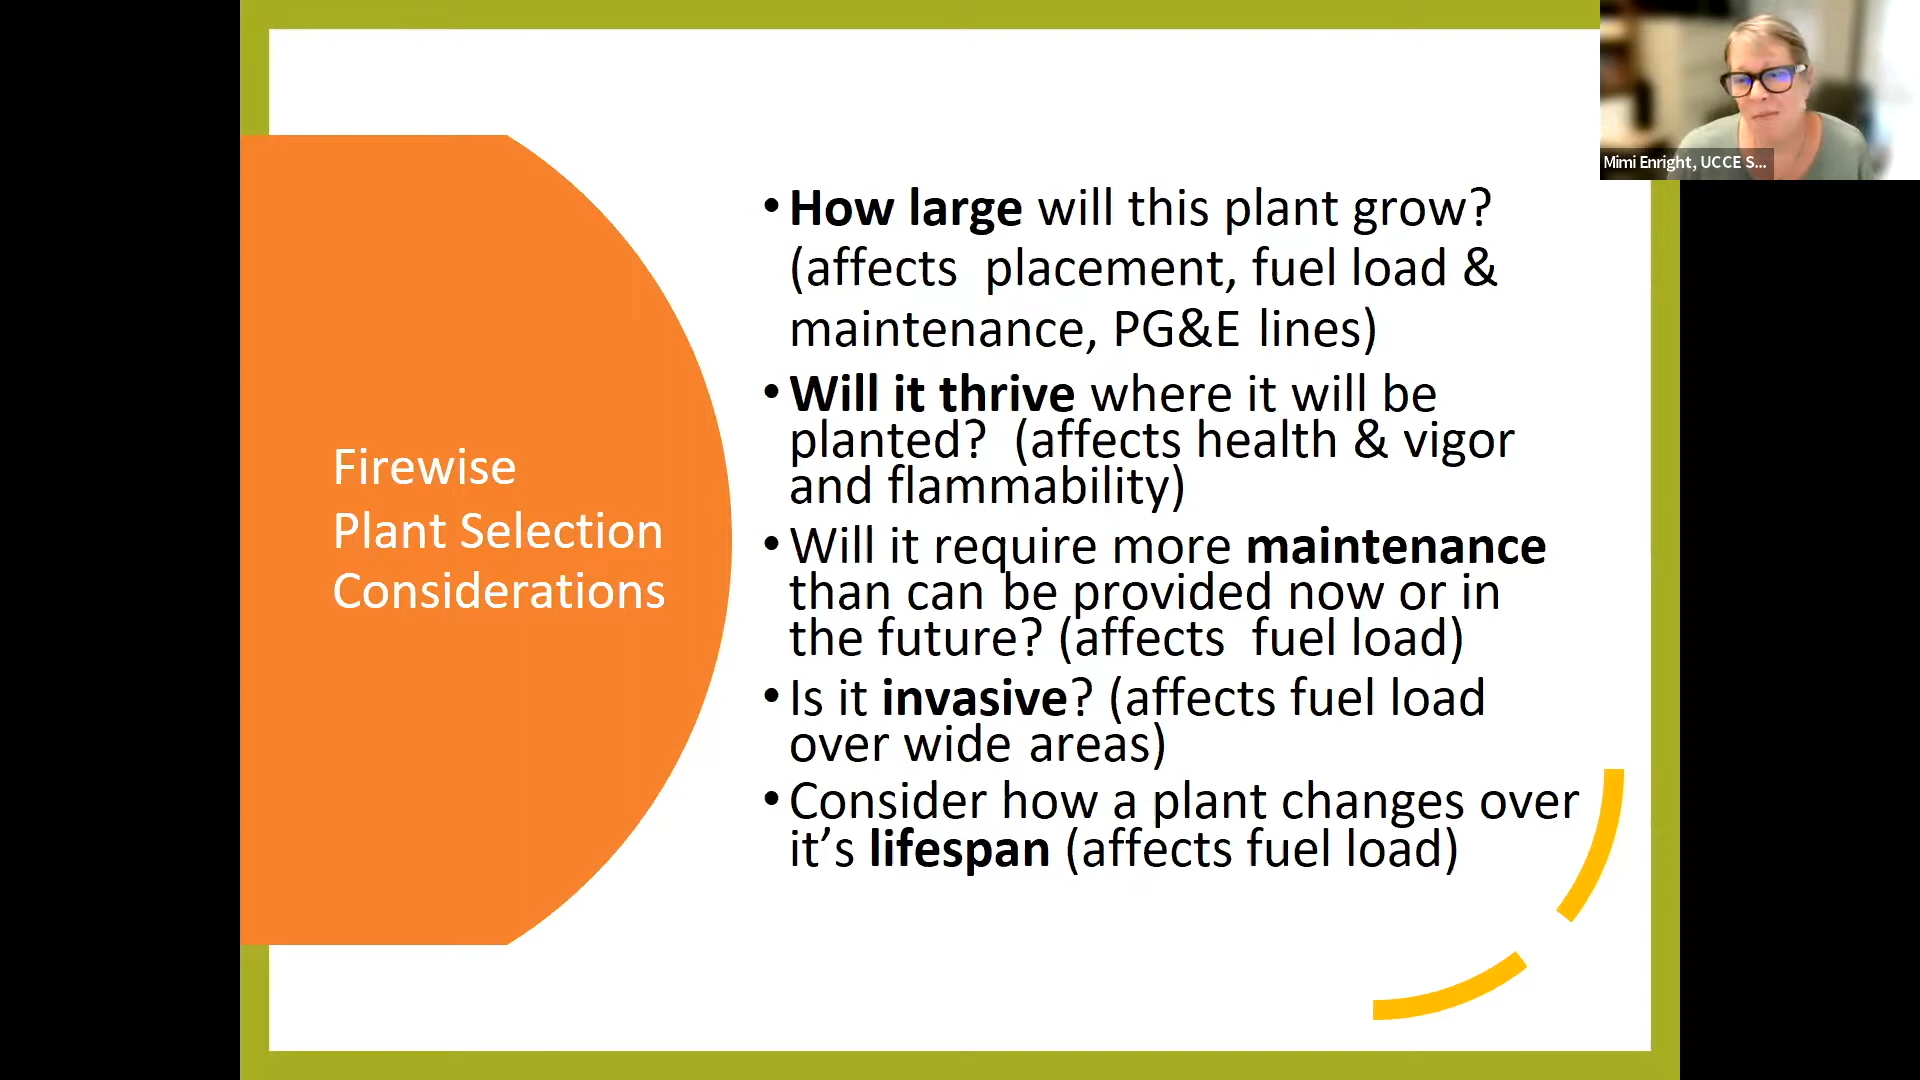 Mimi Enright, UCCE S...
Firewise
Plant Selection
Considerations
• How large will this plant grow?
(affects  placement, fuel load &
maintenance, PG&E lines)
• Will it thrive where it will be
planted?  (affects health & vigor
and flammability)
• Will it require more maintenance
than can be provided now or in
the future? (affects  fuel load)
• Is it invasive? (affects fuel load
over wide areas)
• Consider how a plant changes over
it’s lifespan (affects fuel load)